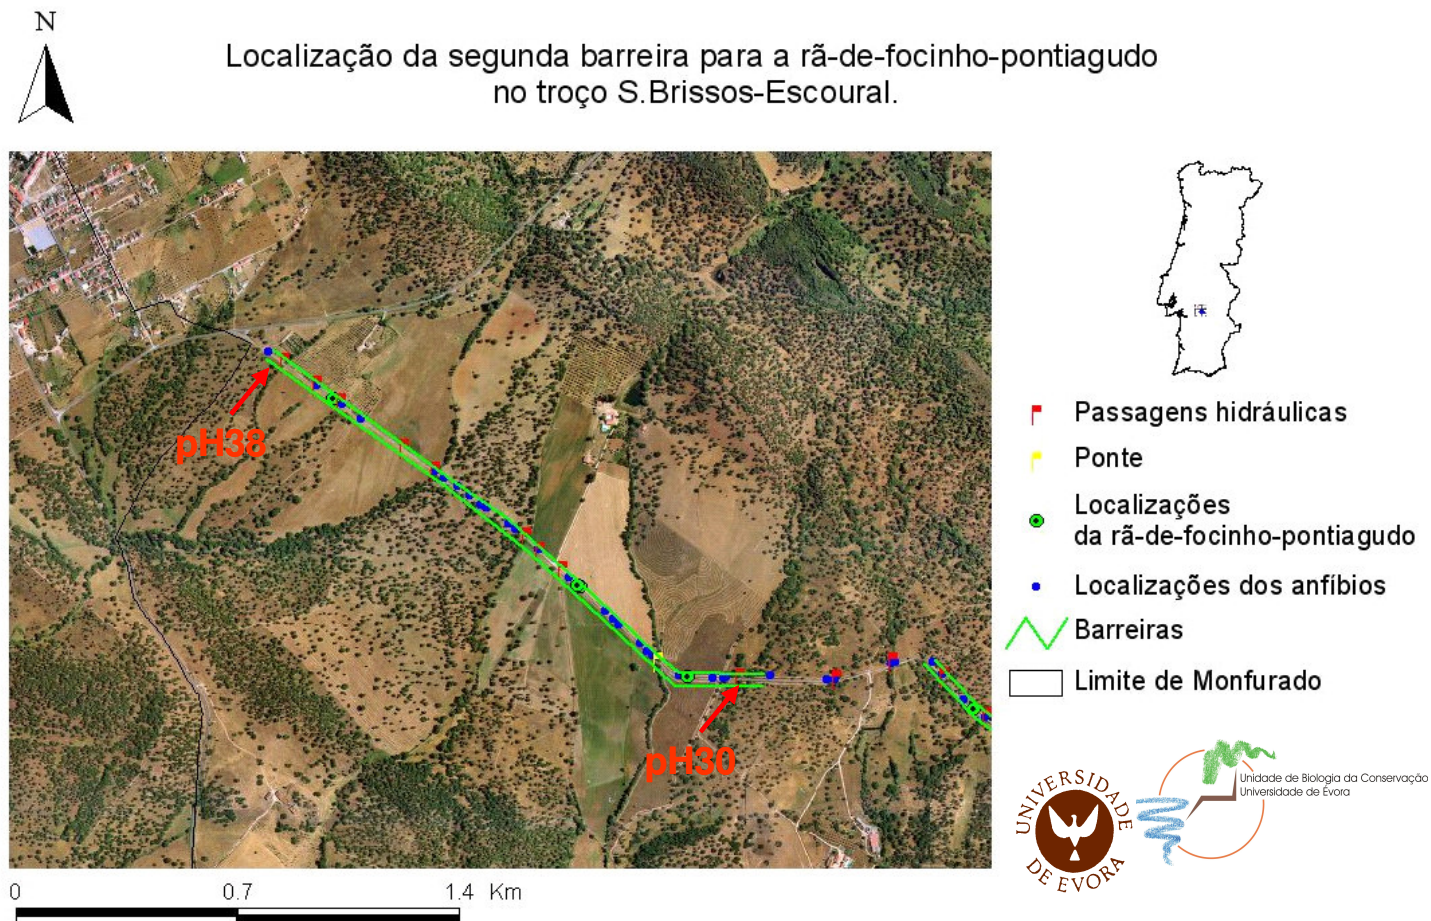 N
Localização da segunda barreira para a rã-de-focinho-pontiagudo
no troço S.Brissos-Escoural.
pH38
pH30
Passagens hidráulicas
Ponte
Localizações
da rã-de-focinho-pontiagudo
Localizações dos anfíbios
Barreiras
Limite de Monfurado
Unidade de Biologia da Conservação
Universidade de Évora
UNIVERSIDADE
DE EVORA
0 0.7 1.4 Km